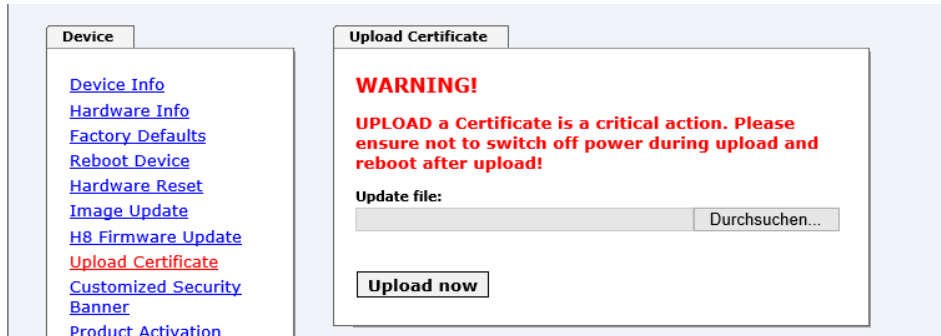 Device
Device Info
Hardware Info
Factory Defaults
Reboot Device
Hardware Reset
Image Update
H8 Firmware Update
Upload Certificate
Customized Security
Banner
Product Activation
Upload Certificate
WARNING!
UPLOAD a Certificate is a critical action. Please
ensure not to switch off power during upload and
reboot after upload!
Update file:
Durchsuchen...
Upload now